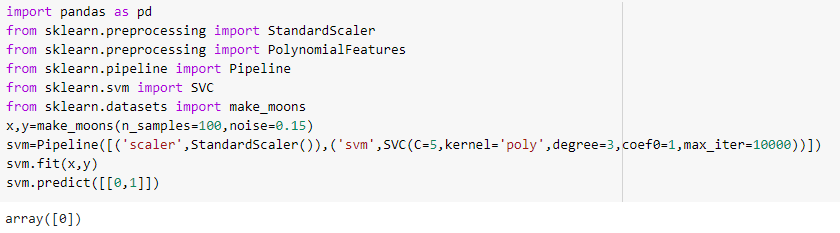 import pandas as pd
from sklearn.preprocessing import StandardScaler
from sklearn.preprocessing import PolynomialFeatures
from sklearn.pipeline import Pipeline
from sklearn.svm import SVC
from sklearn.datasets import make_moons
x,y=make_moons(n_samples=100,noise=0.15)
svm=Pipeline([('scaler',StandardScaler()),('svm',SVC(C=5,kernel='poly',degree=3,coef0=1,max_iter=10000))])
svm.fit(x,y)
svm.predict([[0,1]])
array([0])